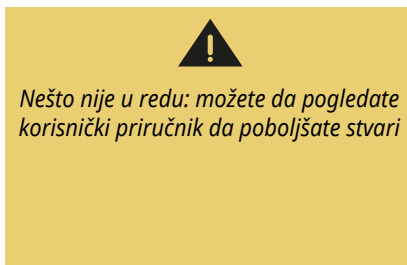 Nešto nije u redu: možete da pogledate
korisnički priručnik da poboljšate stvari